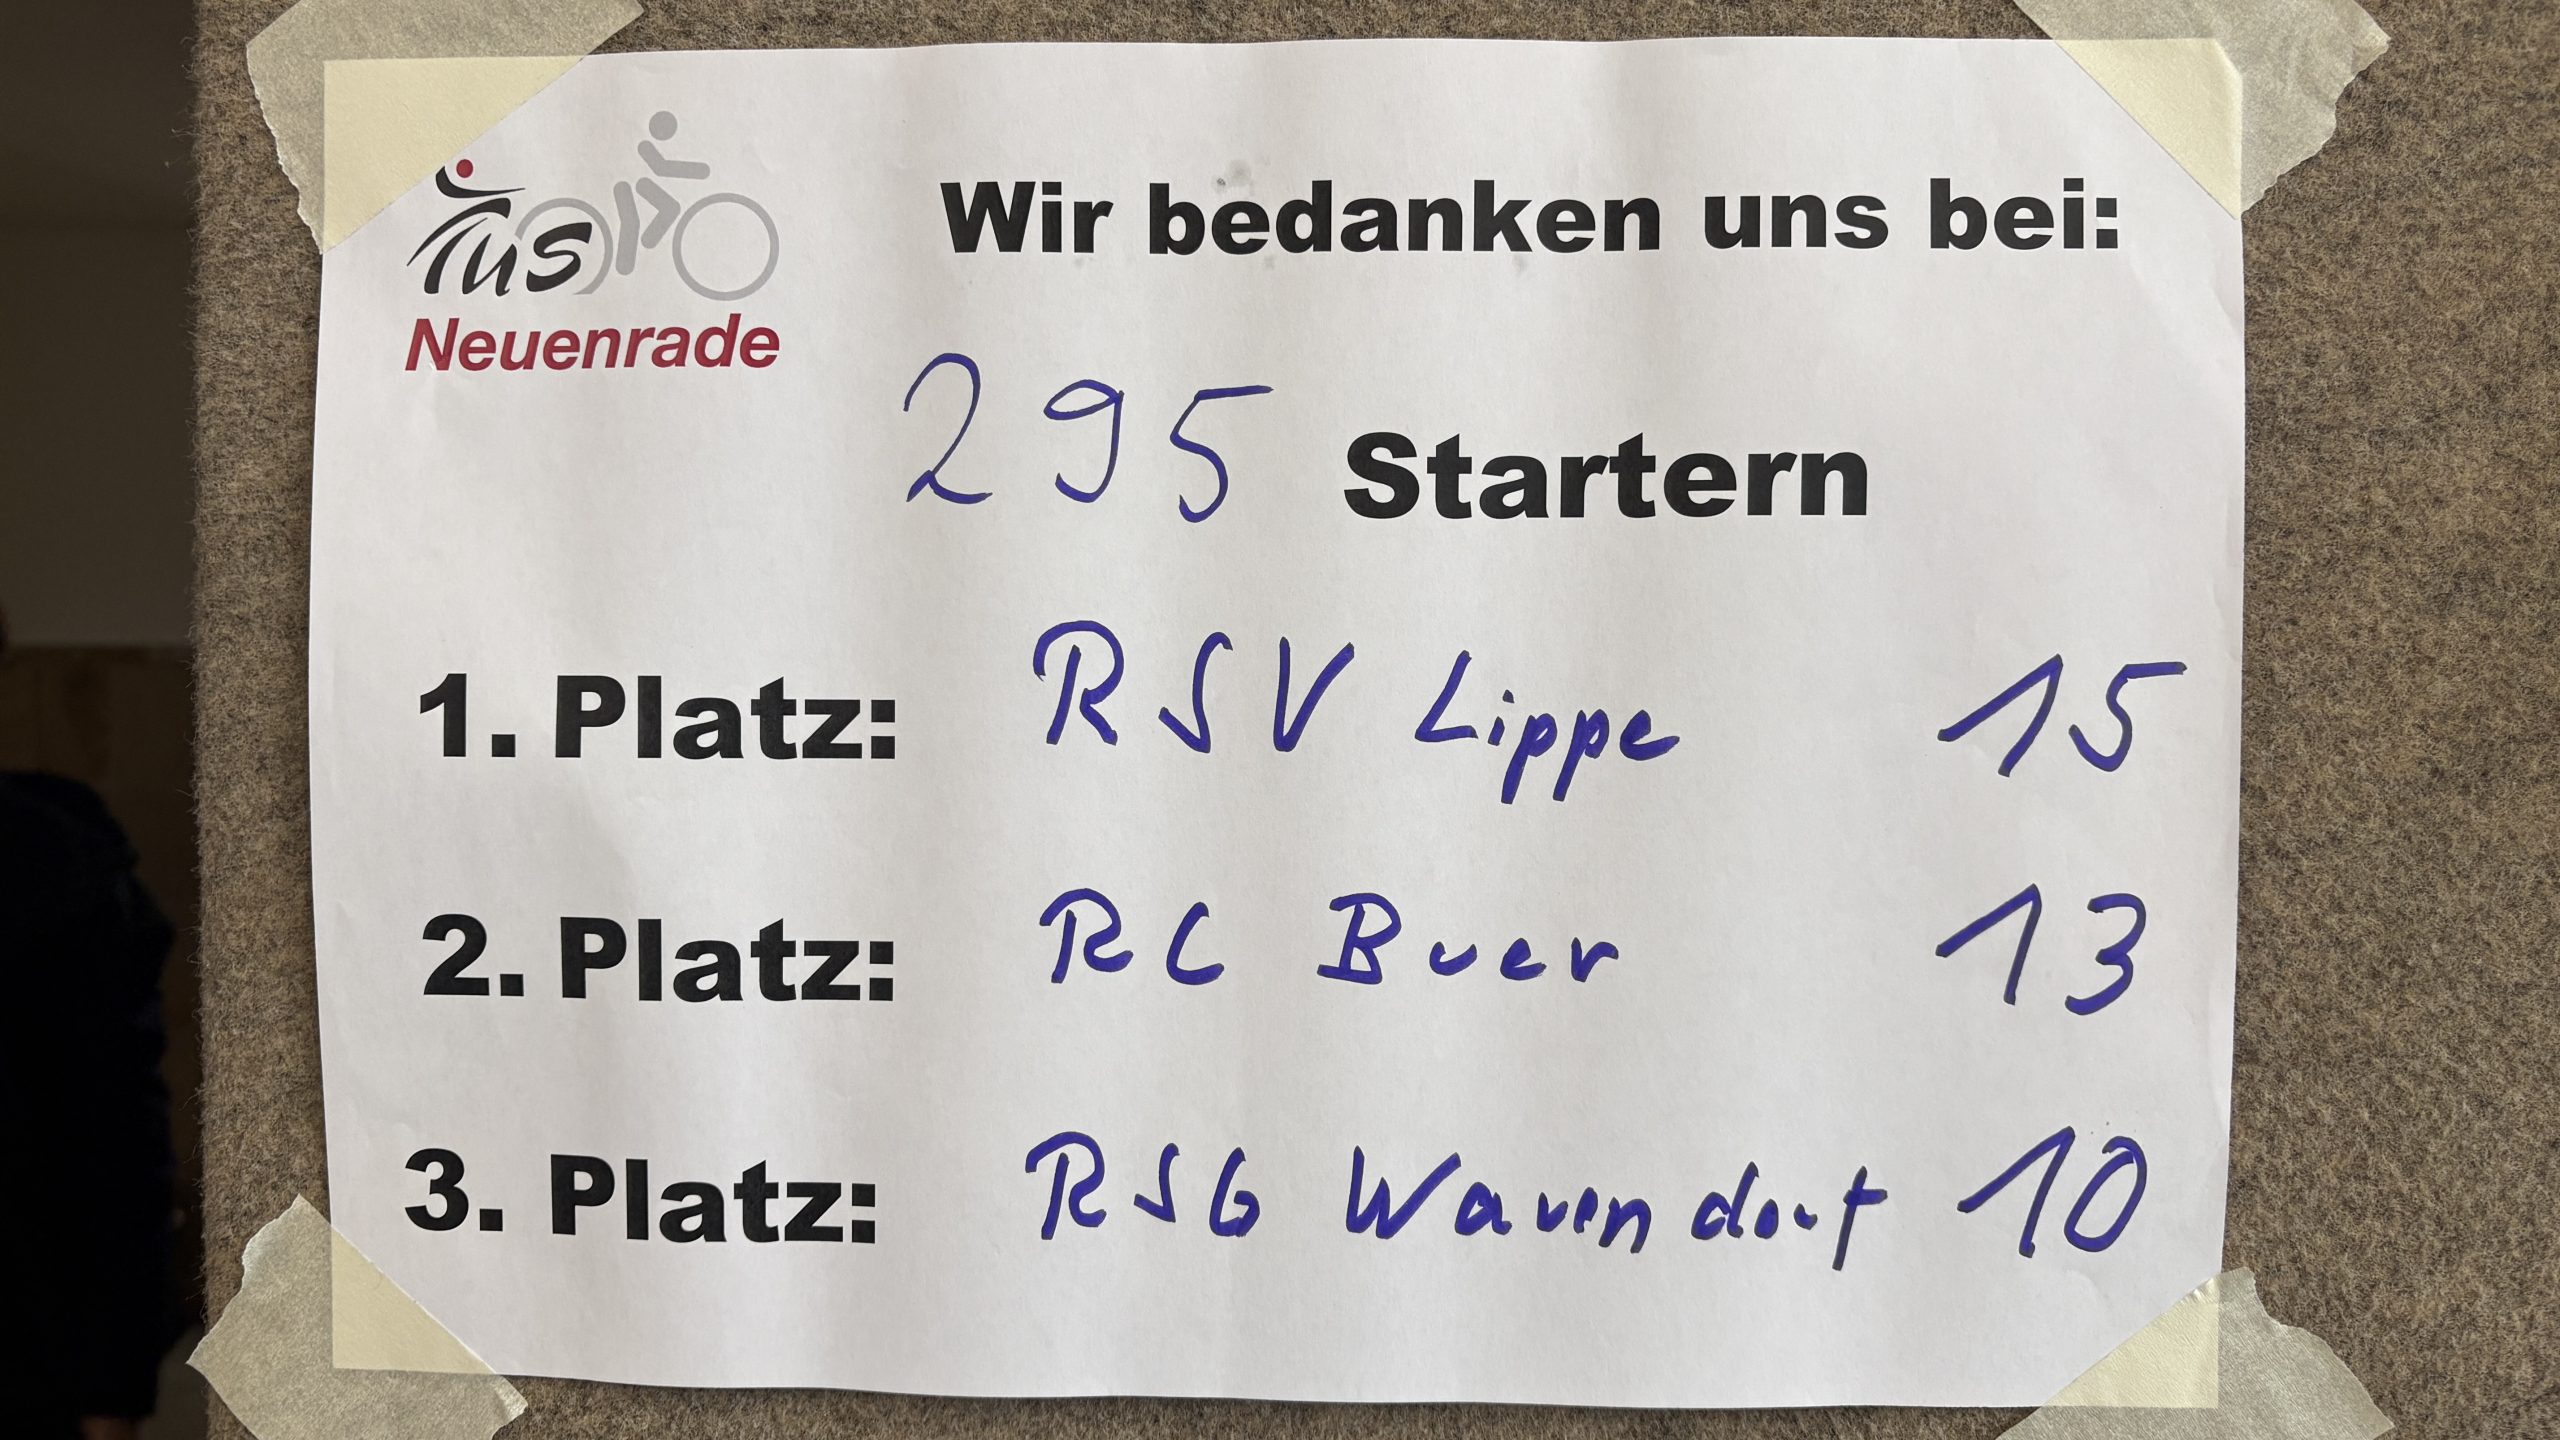 TuS
Neuenrade
Wir bedanken uns bei:
295 Startern
1. Platz: RSV Lippe 15
2. Platz: RC Buer 13
3. Platz: RSG Warendorf 10